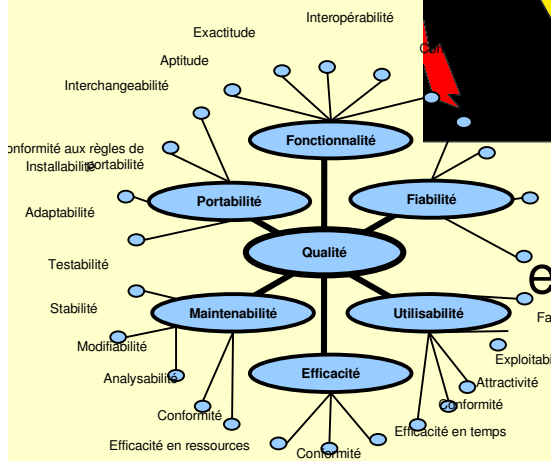 Interopérabilité
Exactitude
Aptitude
Interchangeabilité
Fonctionnalité
onformité aux règles de
portabilité
Installabilité
Portabilité
Fiabilité
Adaptabilité
Qualité
Testabilité
Stabilité
Maintenabilité
Utilisabilité
Modifiabilité
Exploitabi
Efficacité
Analysabilité
Attractivité
Conformité
Conformité
Efficacité en temps
Efficacité en ressources
Conformité